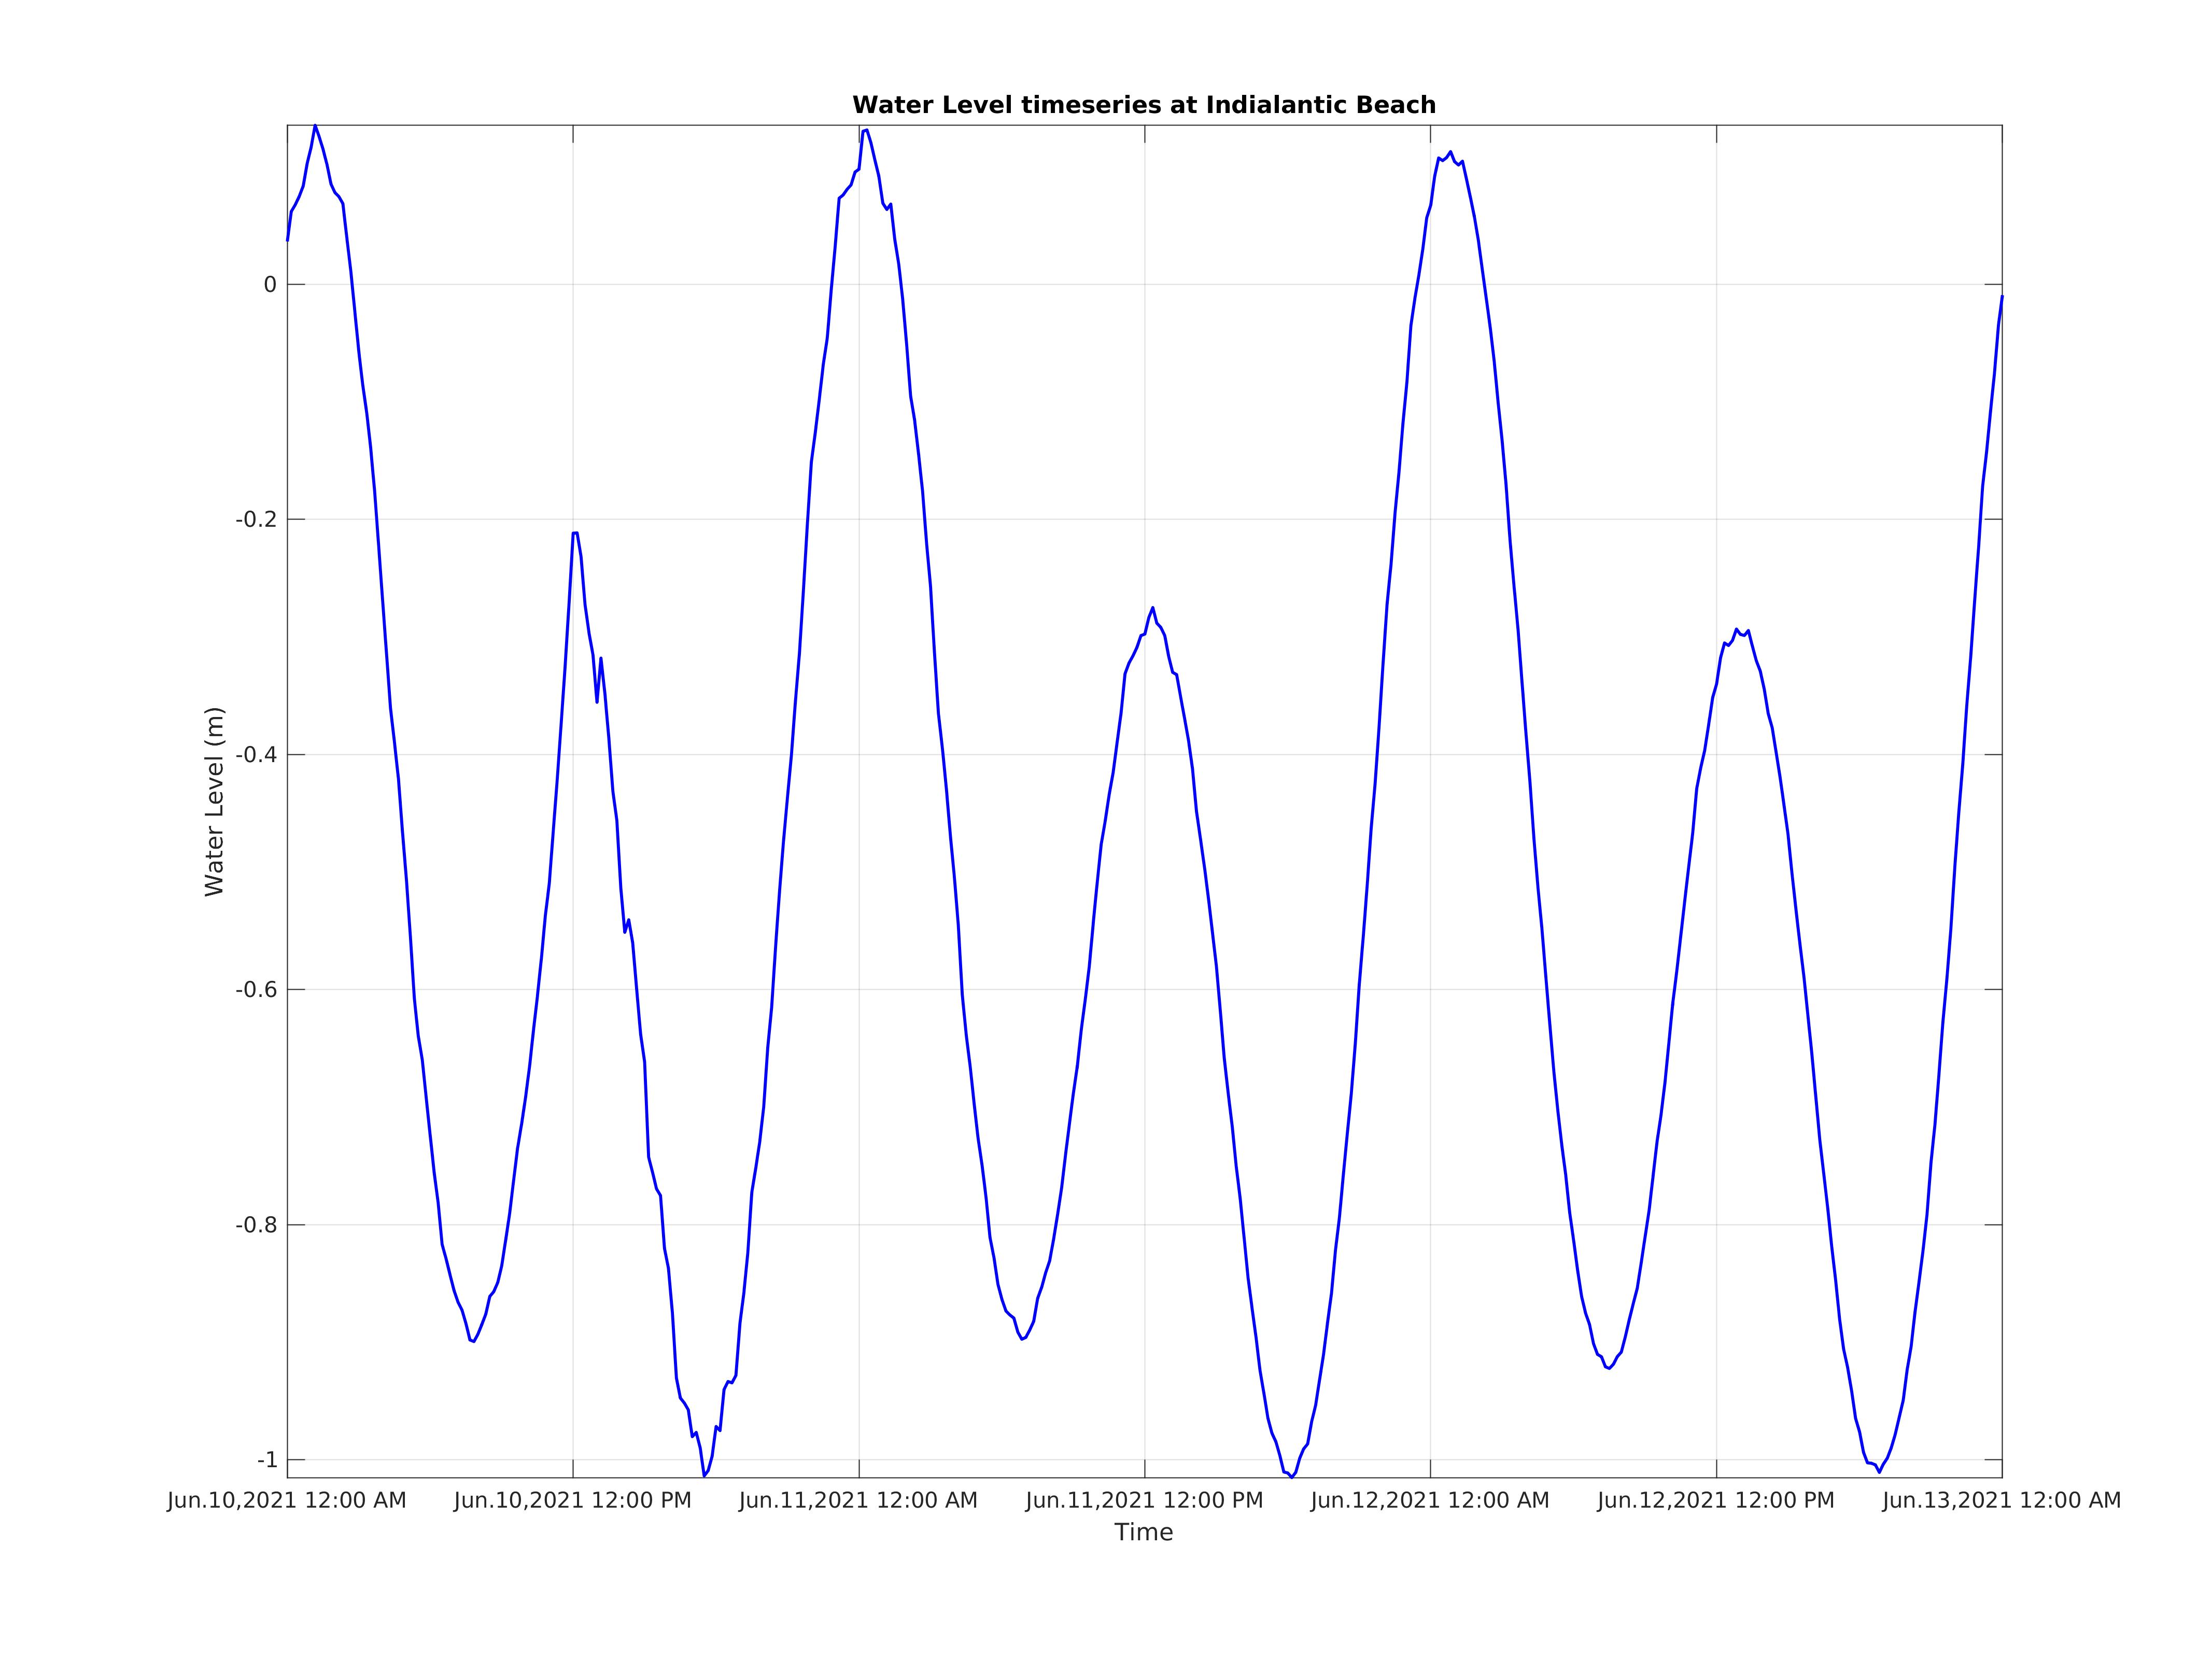 Water Level timeseries at Indialantic Beach
Water Level (m)
0
-0.2
-0.4
-0.6
-0.8
-1
Jun.10,2021 12:00 AM
Jun.10,2021 12:00 PM
Jun.11,2021 12:00 AM
Jun.11,2021 12:00 PM
Jun.12,2021 12:00 AM
Jun.12,2021 12:00 PM
Jun.13,2021 12:00 AM
Time